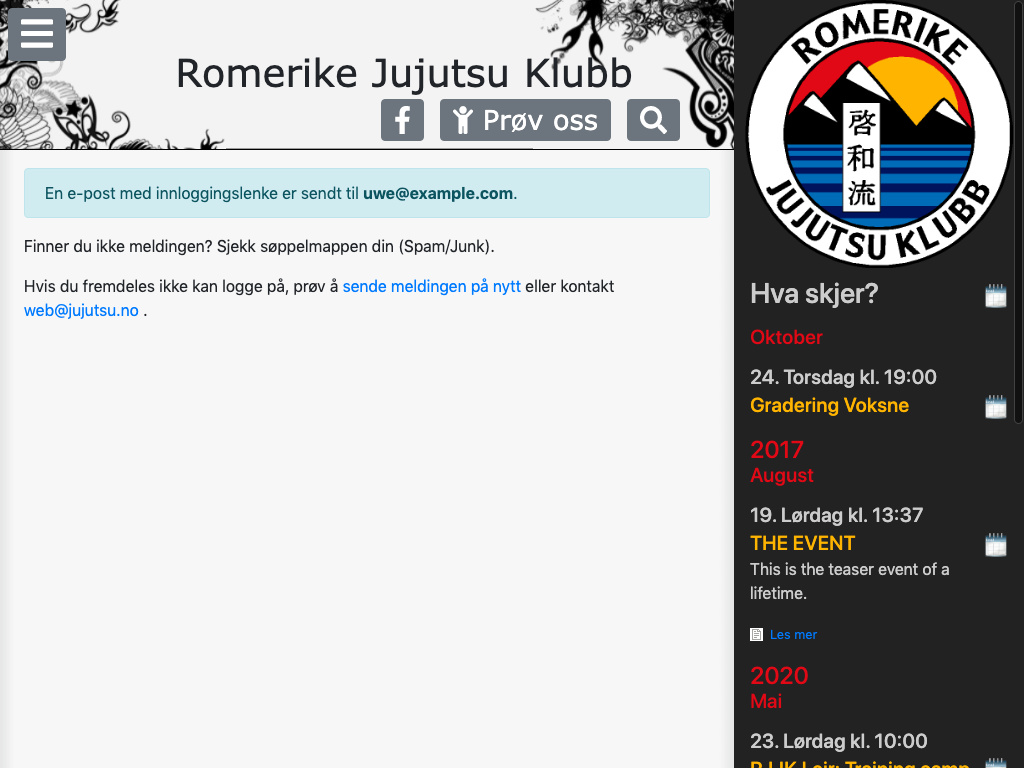 Romerike Jujutsu Klubb
Prøv oss
En e-post med innloggingslenke er sendt til uwe@example.com.
Finner du ikke meldingen? Sjekk søppelmappen din (Spam/Junk).
Hvis du fremdeles ikke kan logge på, prøv å sende meldingen på nytt eller kontakt
web@jujutsu.no .
ROMERIKE
啓和流
JUJUTSU KLUBB
Hva skjer?
Oktober
24. Torsdag kl. 19:00
Gradering Voksne
2017
August
19. Lørdag kl. 13:37
THE EVENT
This is the teaser event of a
lifetime.
Les mer
2020
Mai
23. Lørdag kl. 10:00
RJJK Leir: Training camp